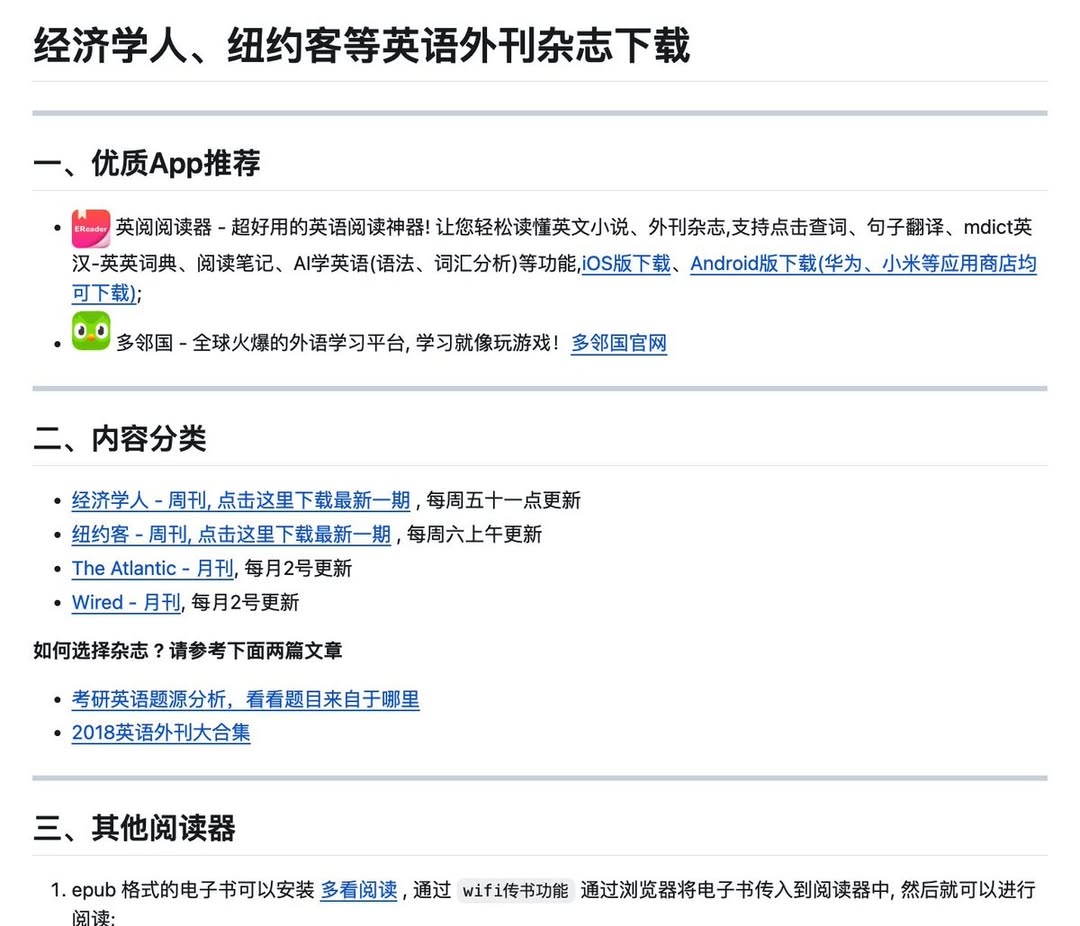 经济学人、纽约客等英语外刊杂志下载
一、优质App推荐
EReader 英阅阅读器 - 超好用的英语阅读神器! 让您轻松读懂英文小说、外刊杂志,支持点击查词、句子翻译、mdict英
汉-英英词典、阅读笔记、AI学英语(语法、词汇分析)等功能,iOS版下载、Android版下载(华为、小米等应用商店均
可下载);
多邻国 - 全球火爆的外语学习平台, 学习就像玩游戏！多邻国官网
二、内容分类
经济学人 - 周刊, 点击这里下载最新一期 , 每周五十一点更新
纽约客 - 周刊, 点击这里下载最新一期 , 每周六上午更新
The Atlantic - 月刊, 每月2号更新
Wired - 月刊, 每月2号更新
如何选择杂志？请参考下面两篇文章
考研英语题源分析，看看题目来自于哪里
2018英语外刊大合集
三、其他阅读器
1. epub 格式的电子书可以安装 多看阅读 , 通过 wifi传书功能 通过浏览器将电子书传入到阅读器中, 然后就可以进行
阅读;